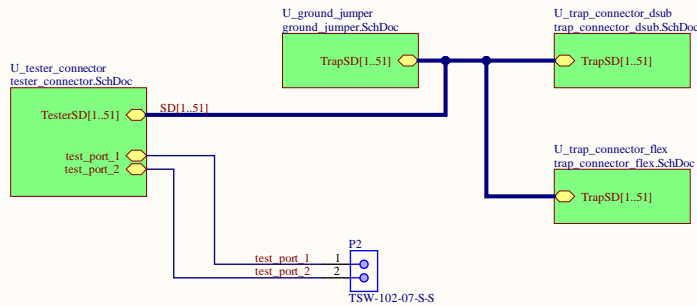 U_ground_jumper
ground_jumper.SchDoc
TrapSD[1..51]
U_trap_connector_dsub
trap_connector_dsub.SchDoc
TrapSD[1..51]
U_tester_connector
tester_connector.SchDoc
TesterSD[1..51]
SD[1..51]
test_port_1
test_port_2
U_trap_connector_flex
trap_connector_flex.SchDoc
TrapSD[1..51]
P2
test_port_1 1
test_port_2 2
TSW-102-07-S-S